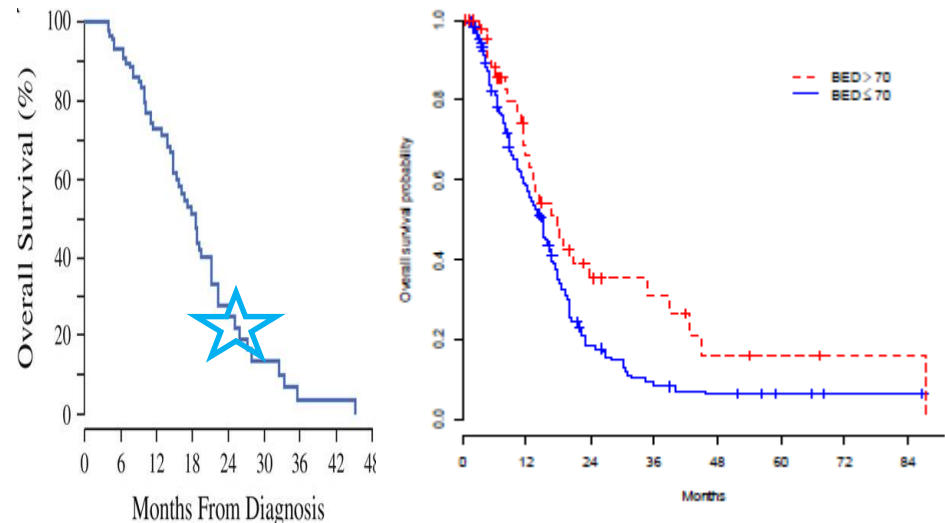 Overall Survival (%)
100
80
60
40
20
0
0 6 12 18 24 30 36 42
Months From Diagnosis
Overall survival probability
1.0
0.8
0.6
0.4
0.2
0.0
BED>70
BED≤70
0 12 24 36 48 60 72 84
Months